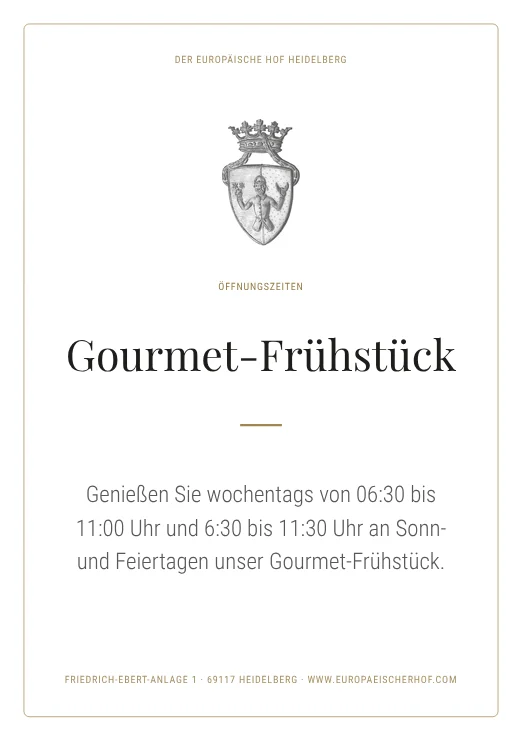 DER EUROPÄISCHE HOF HEIDELBERG
ÖFFNUNGSZEITEN
Gourmet-Frühstück
Genießen Sie wochentags von 06:30 bis
11:00 Uhr und 6:30 bis 11:30 Uhr an Sonn-
und Feiertagen unser Gourmet-Frühstück.
FRIEDRICH-EBERT-ANLAGE 1 · 69117 HEIDELBERG · WWW.EUROPAEISCHERHOF.COM